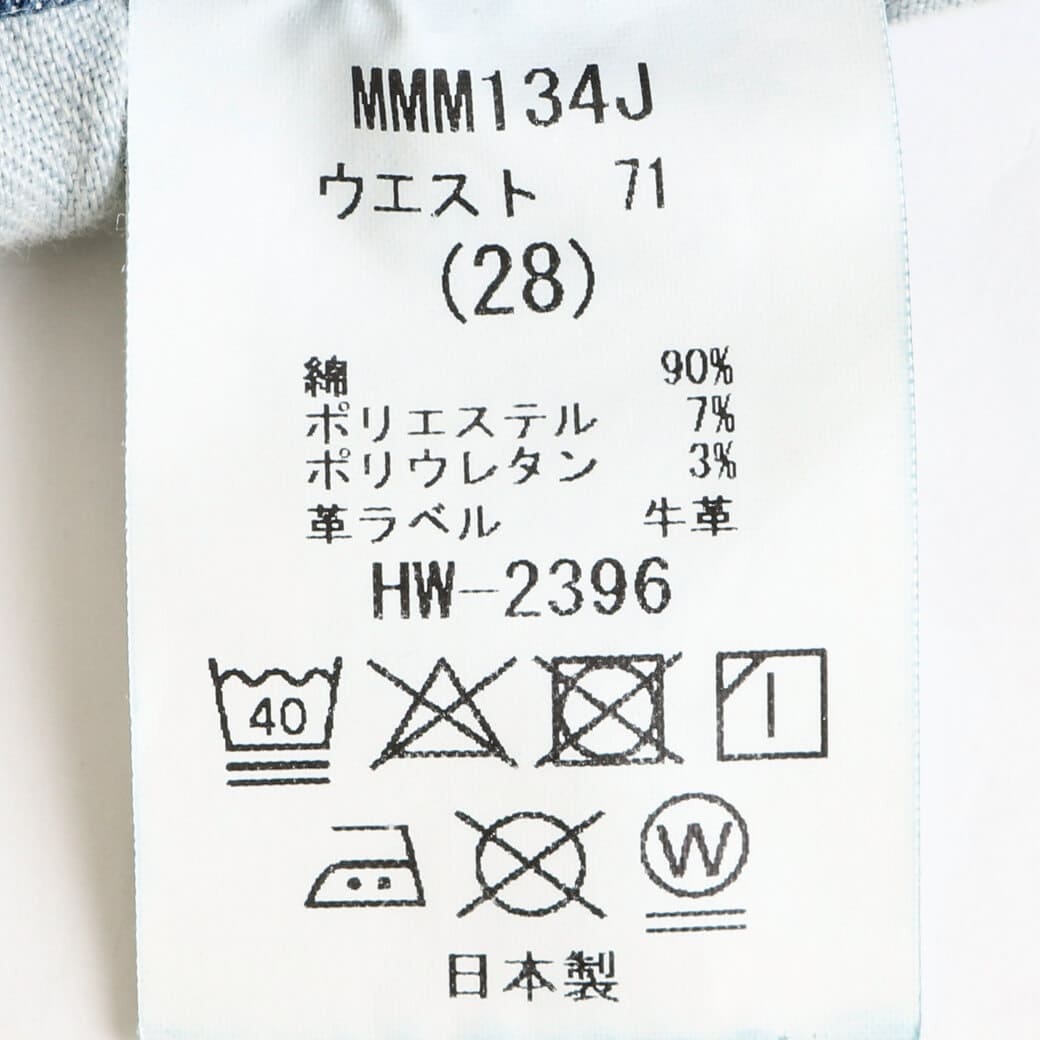 MMM134J
ウエスト 71
(28)
綿 90%
ポリエステル 7%
ポリウレタン 3%
革ラベル 牛革
HW-2396
40
W
日本製